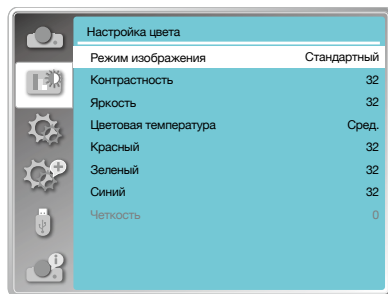 Настройка цвета
Режим изображения Стандартный
Контрастность 32
Яркость 32
Цветовая температура Сред.
Красный 32
Зеленый 32
Синий 32
Четкость 0